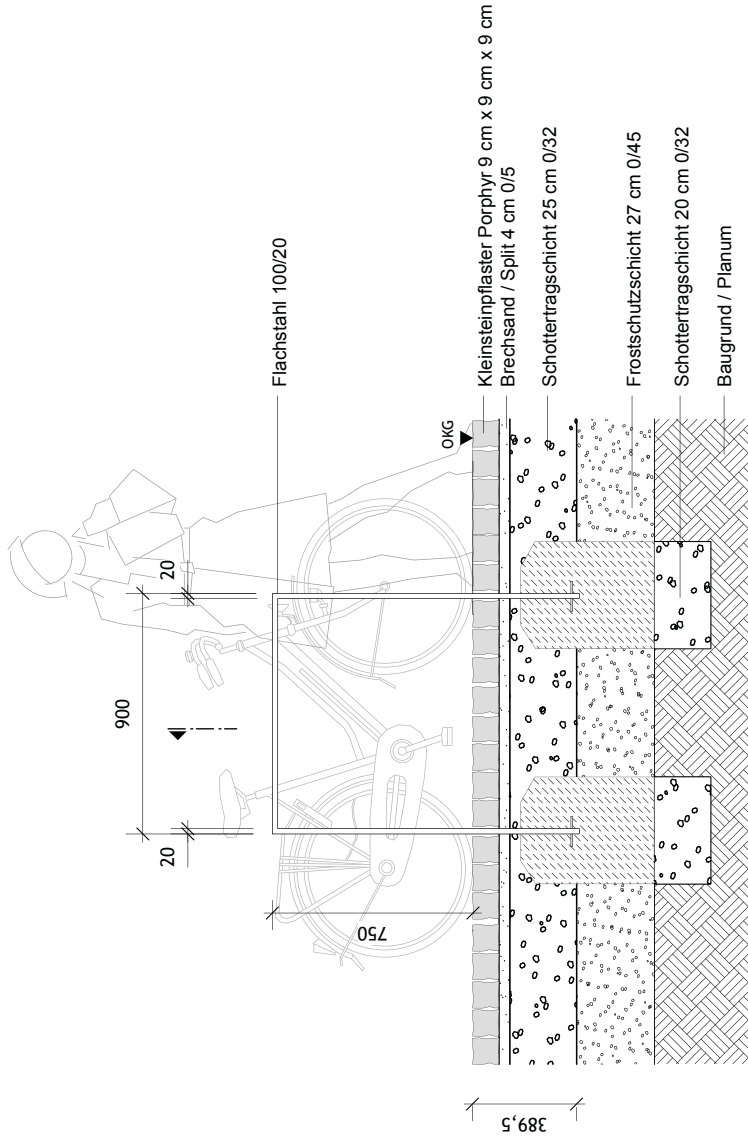 20
900
20
750
389,5
OKG
Flachstahl 100/20
Kleinsteinpflaster Porphyr 9 cm x 9 cm x 9 cm
Brechsand / Split 4 cm 0/5
Schottertragschicht 25 cm 0/32
Frostschutzschicht 27 cm 0/45
Schottertragschicht 20 cm 0/32
Baugrund / Planum